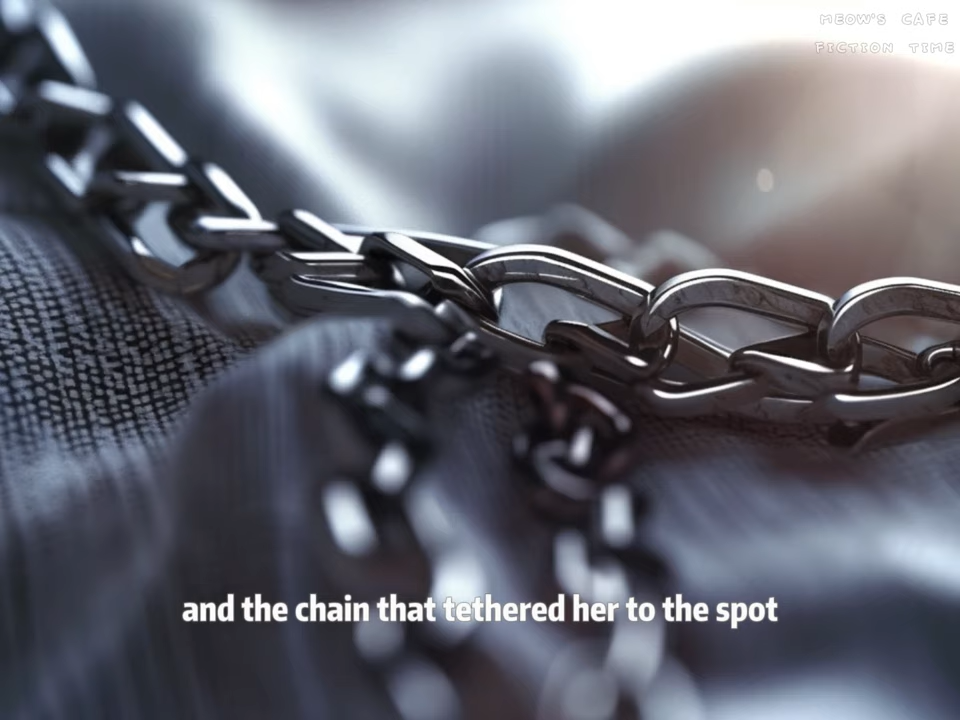 MEOW'S CAFE
FICTION TIME
and the chain that tethered her to the spot